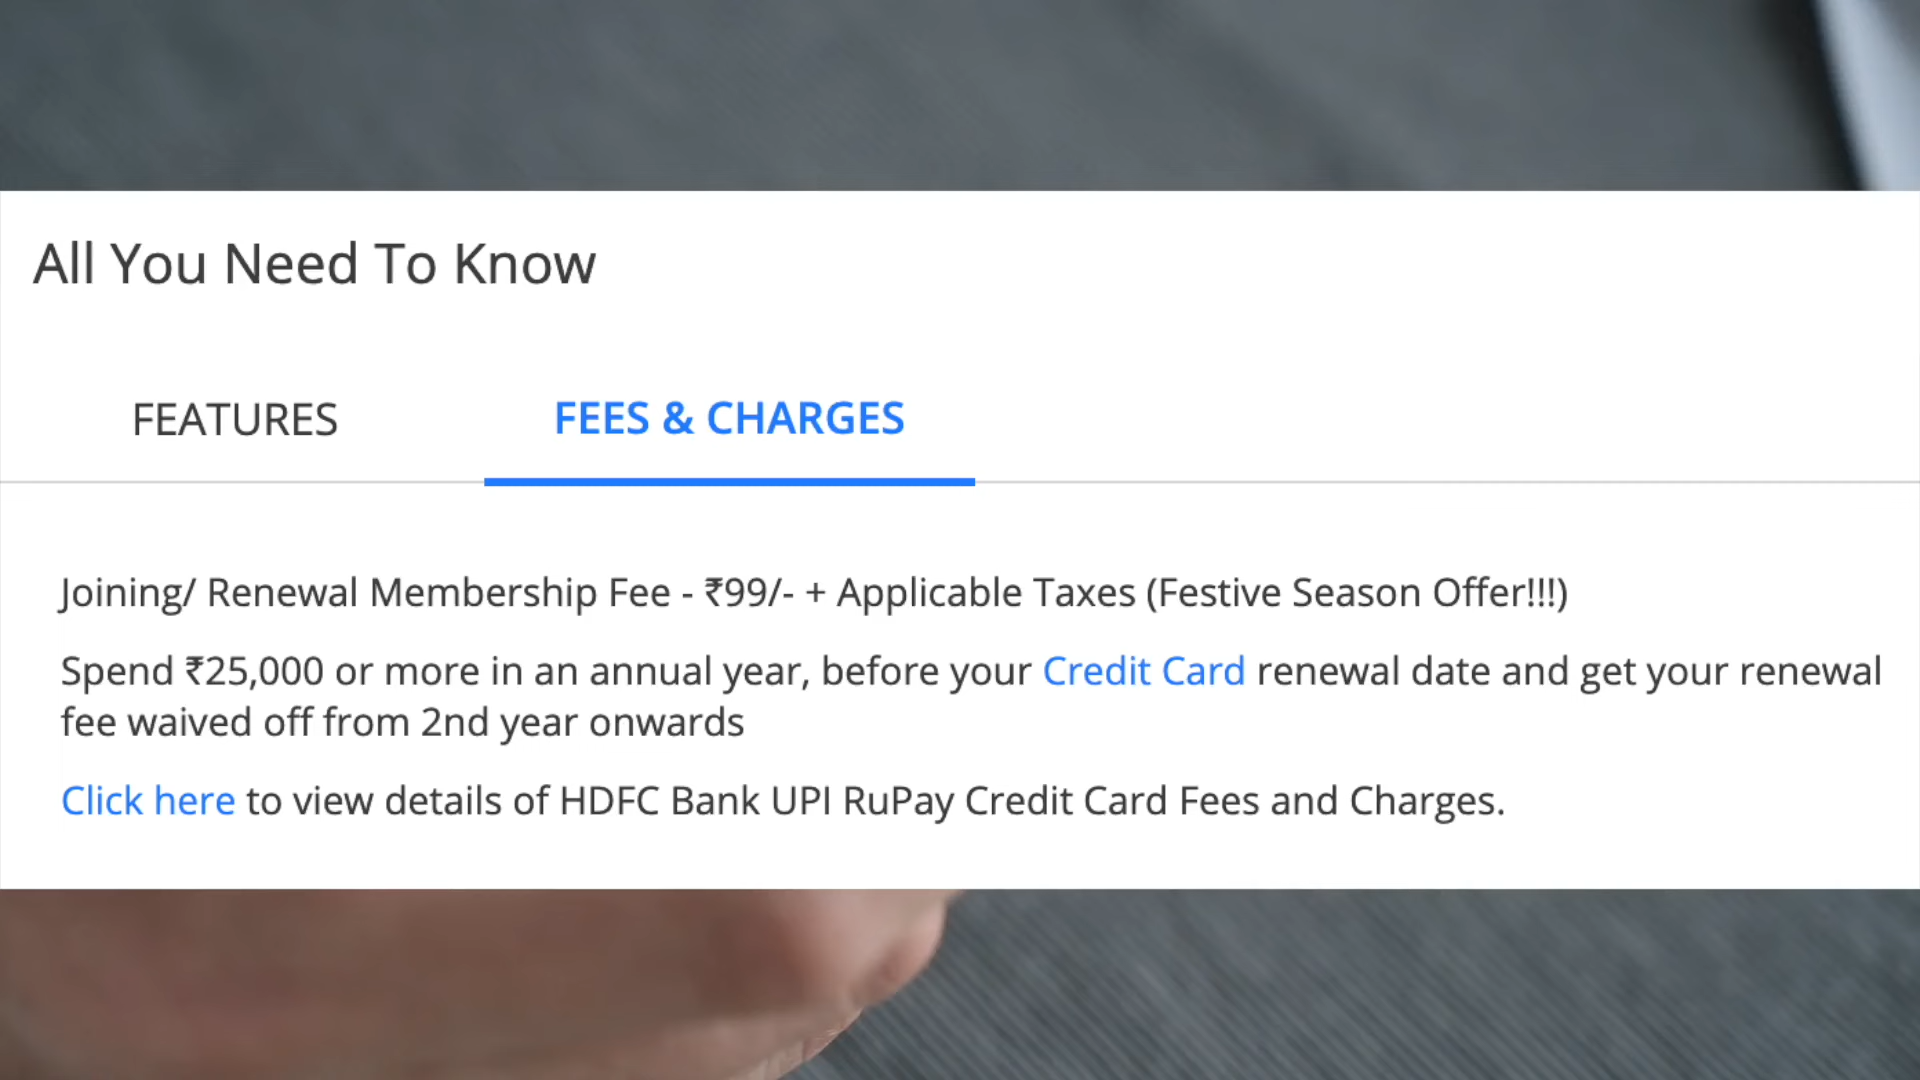 All You Need To Know
FEATURES
FEES & CHARGES
Joining/ Renewal Membership Fee - ₹99/- + Applicable Taxes (Festive Season Offer!!!)
Spend ₹25,000 or more in an annual year, before your Credit Card renewal date and get your renewal
fee waived off from 2nd year onwards
Click here to view details of HDFC Bank UPI RuPay Credit Card Fees and Charges.